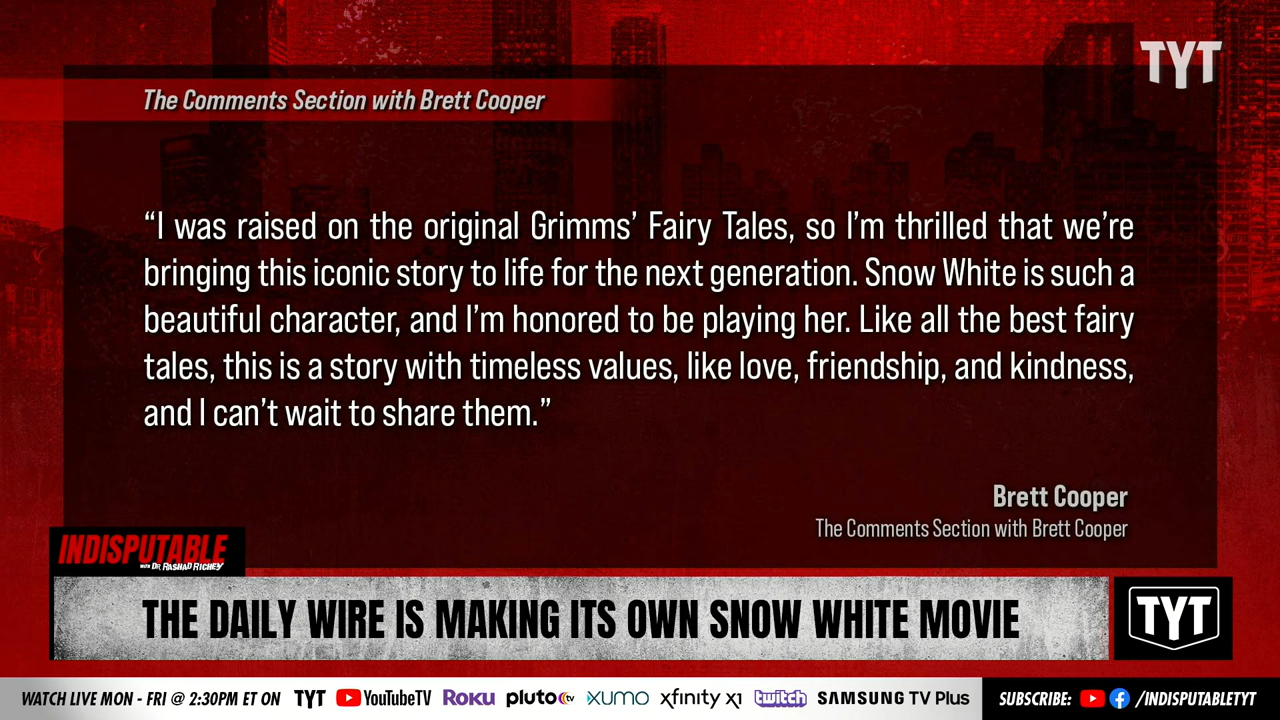 TYT
The Comments Section with Brett Cooper
“I was raised on the original Grimms’ Fairy Tales, so I’m thrilled that we’re
bringing this iconic story to life for the next generation. Snow White is such a
beautiful character, and I’m honored to be playing her. Like all the best fairy
tales, this is a story with timeless values, like love, friendship, and kindness,
and I can’t wait to share them.”
Brett Cooper
The Comments Section with Brett Cooper
INDISPUTABLE
WITH DR. RASHAD RICHEY
THE DAILY WIRE IS MAKING ITS OWN SNOW WHITE MOVIE
TYT
WATCH LIVE MON - FRI @ 2:30PM ET ON TYT YouTubeTV ROKU pluto tv XUMO xfinity x1 twitch SAMSUNG TV Plus SUBSCRIBE: /INDISPUTABLETYT